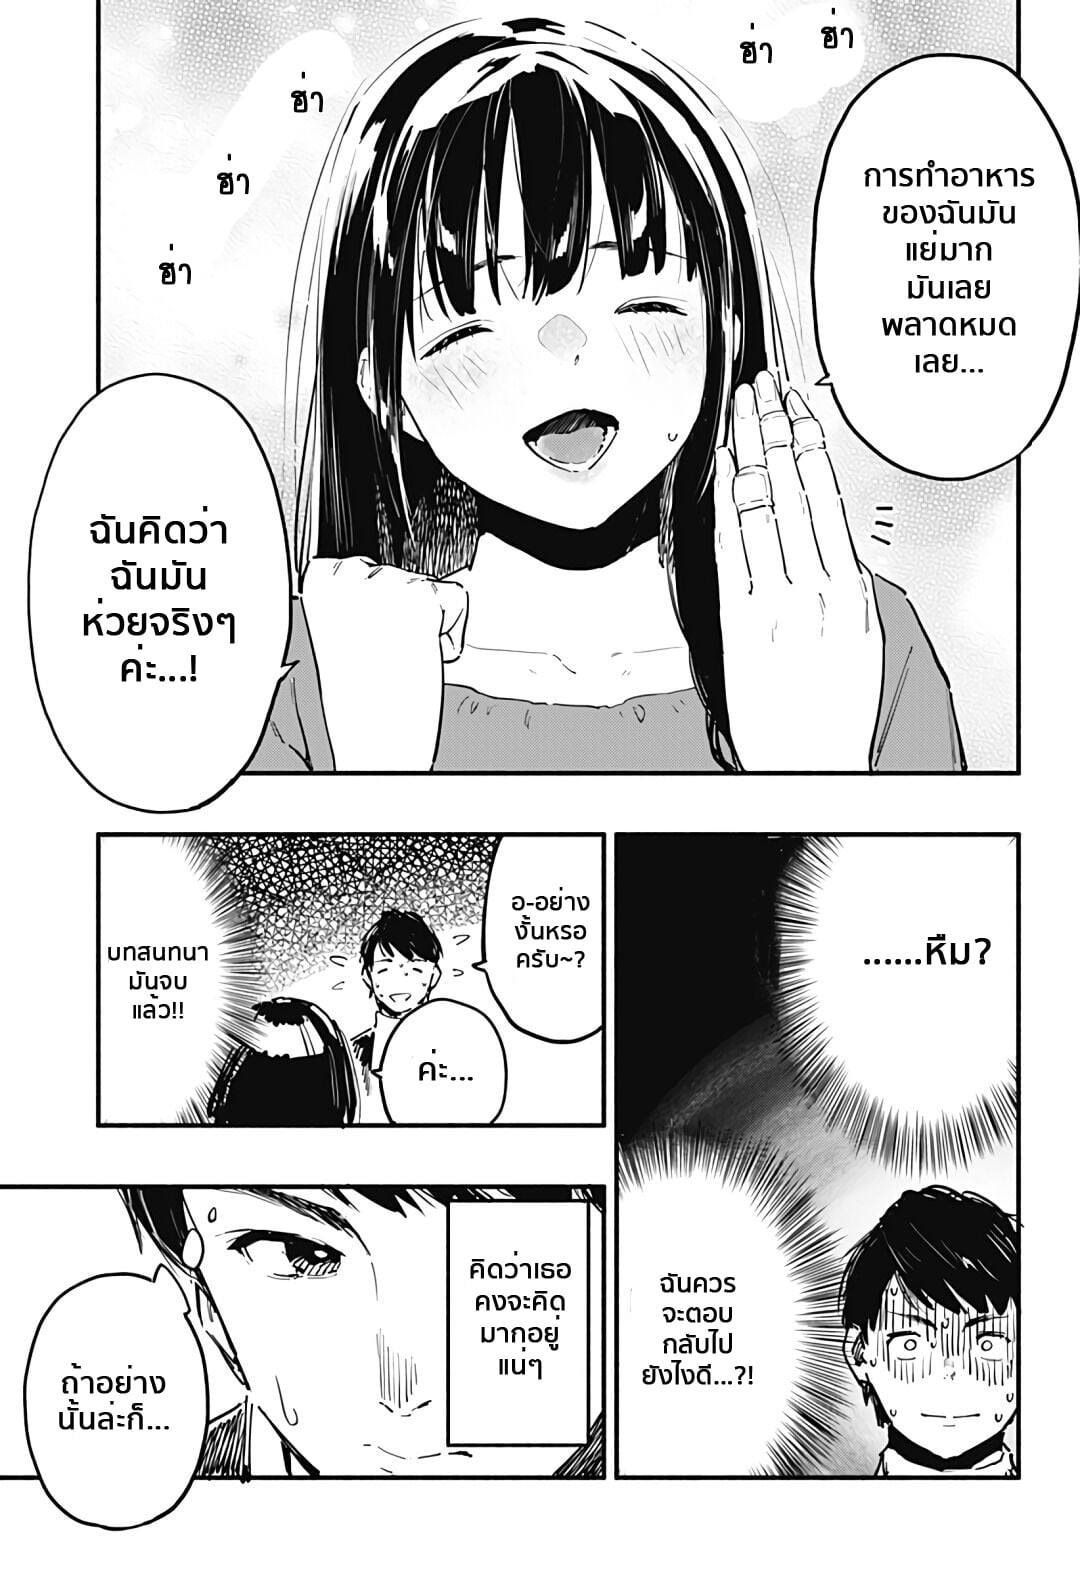 ฮ่า
ฮ่า
ฮ่า
ฮ่า
ฮ่า
การทำอาหาร
ของฉันมัน
แย่มาก
มันเลย
พลาดหมด
เลย...
ฉันคิดว่า
ฉันมัน
ห่วยจริงๆ
ค่ะ...!
......หืม?
ฉันควร
จะตอบ
กลับไป
ยังไงดี...?!
อ-อย่าง
งั้นหรอ
ครับ~?
ค่ะ...
บทสนทนา
มันจบ
แล้ว!!
คิดว่าเธอ
คงจะคิด
มากอยู่
แน่ๆ
ถ้าอย่าง
นั้นล่ะก็...